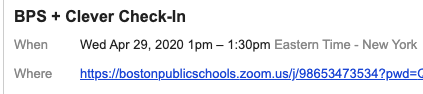 BPS + Clever Check-In
When Wed Apr 29, 2020 1pm – 1:30pm Eastern Time - New York
Where https://bostonpublicschools.zoom.us/j/98653473534?pwd=